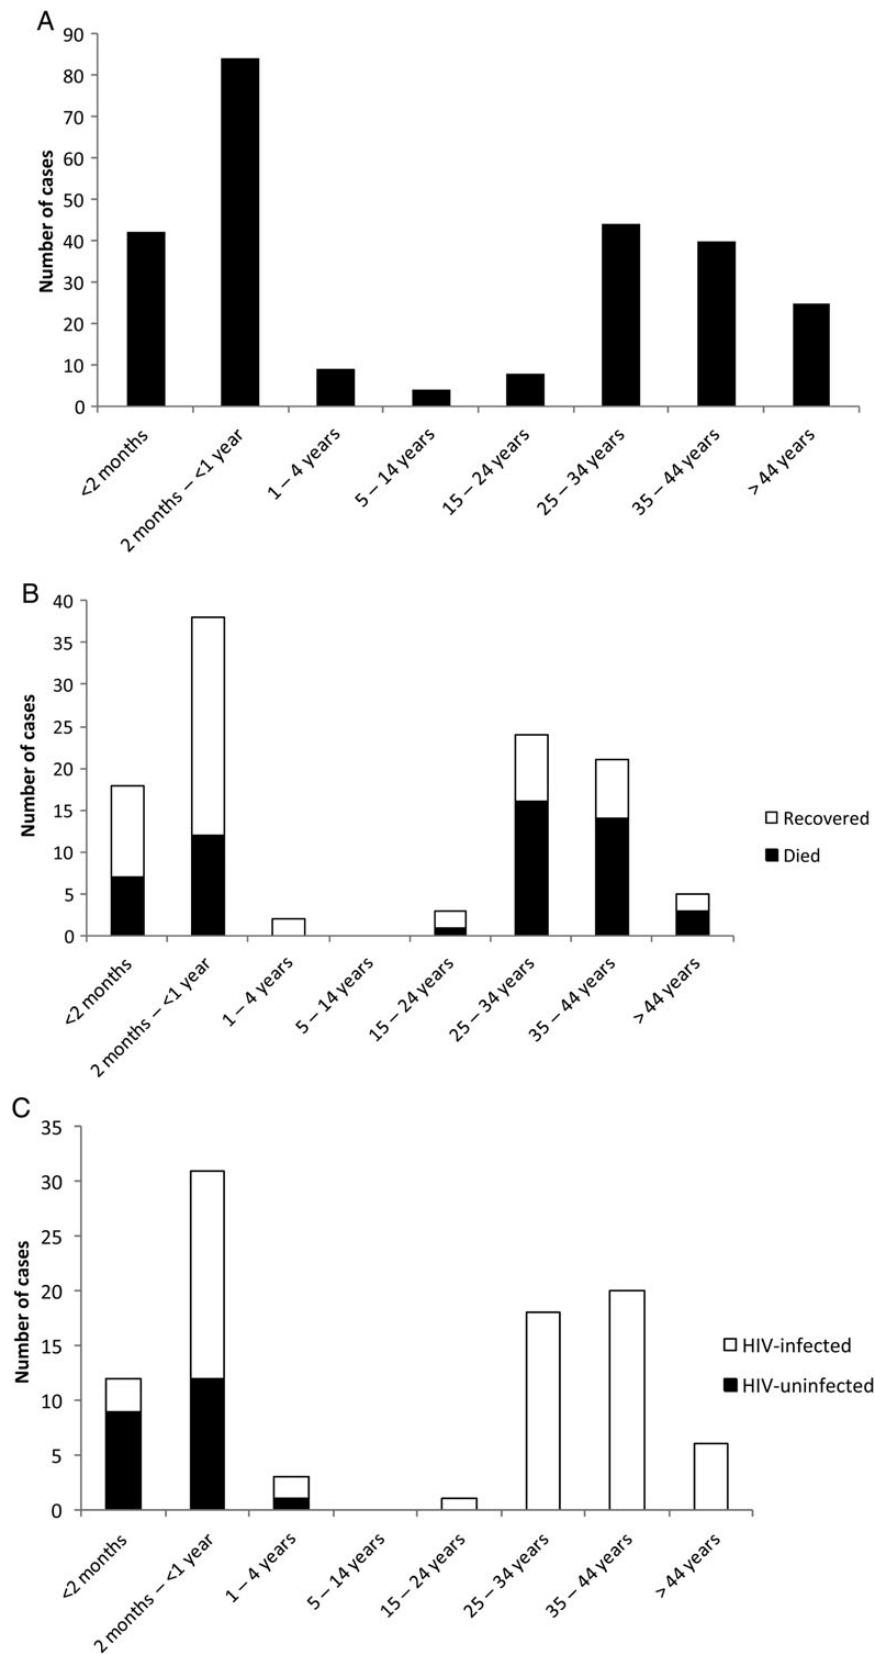 A
90
80
70
60
50
40
30
20
10
0
Number of cases
<2 months
2 months – <1 year
1 – 4 years
5 – 14 years
15 – 24 years
25 – 34 years
35 – 44 years
> 44 years
B
40
35
30
25
20
15
10
5
0
Number of cases
Recovered
Died
<2 months
2 months – <1 year
1 – 4 years
5 – 14 years
15 – 24 years
25 – 34 years
35 – 44 years
> 44 years
C
35
30
25
20
15
10
5
0
Number of cases
HIV-infected
HIV-uninfected
<2 months
2 months – <1 year
1 – 4 years
5 – 14 years
15 – 24 years
25 – 34 years
35 – 44 years
> 44 years